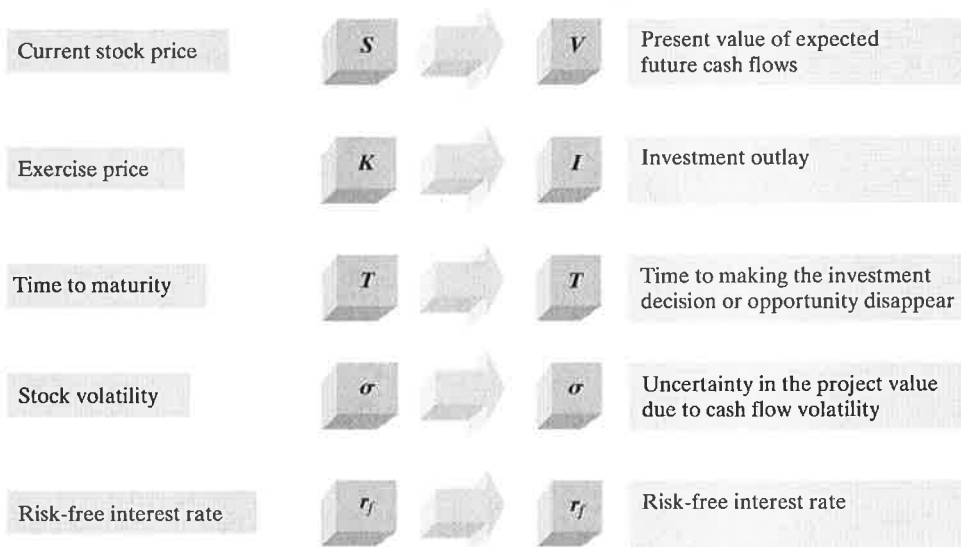 Current stock price
S
V
Present value of expected
future cash flows
Exercise price
K
I
Investment outlay
Time to maturity
T
T
Time to making the investment
decision or opportunity disappear
Stock volatility
σ
σ
Uncertainty in the project value
due to cash flow volatility
Risk-free interest rate
r_f
r_f
Risk-free interest rate